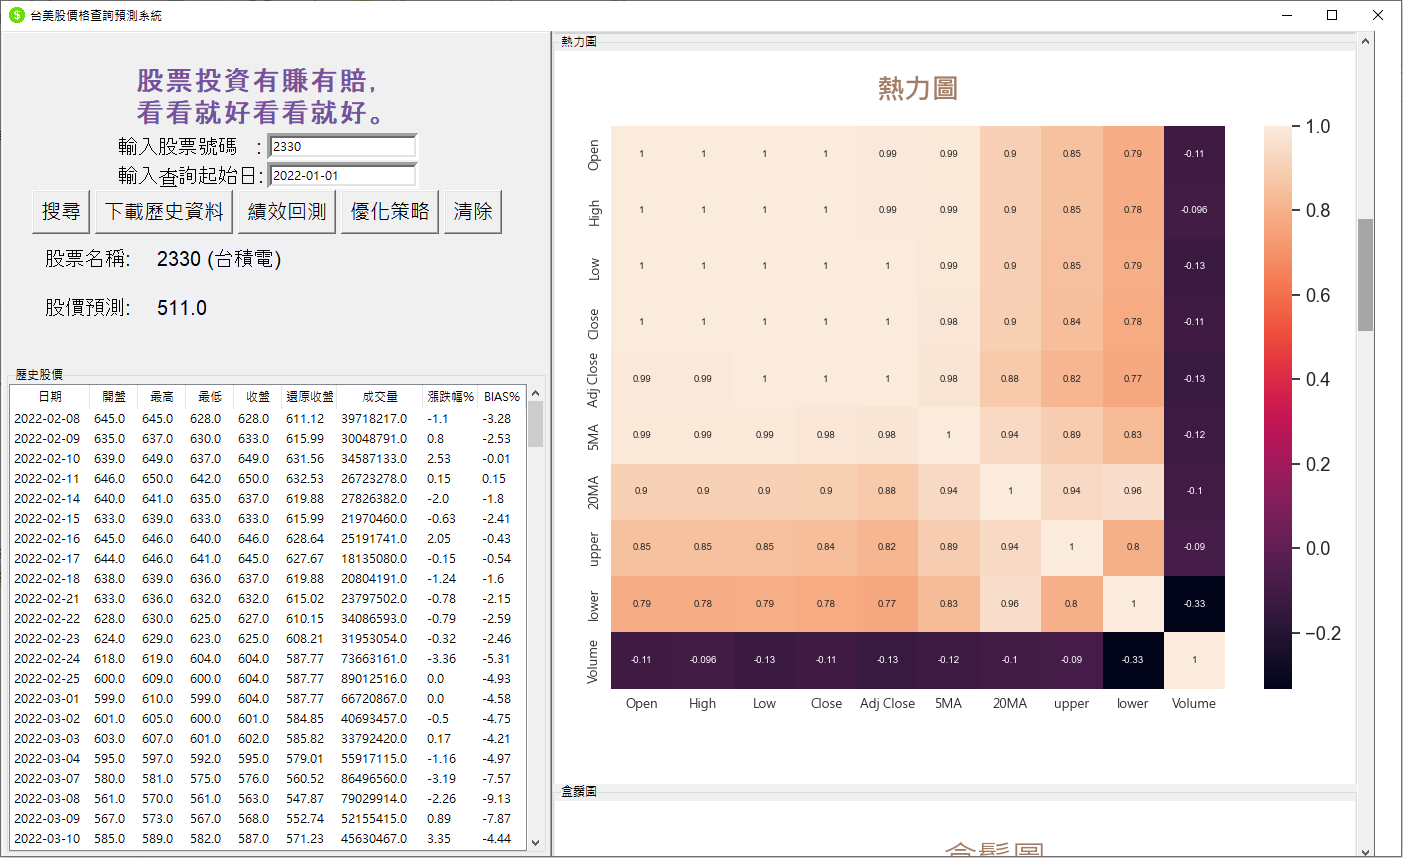 台美股價格查詢預測系統
股票投資有賺有賠,
看看就好看看就好。
輸入股票號碼 : 2330
輸入查詢起始日: 2022-01-01
搜尋 下載歷史資料 績效回測 優化策略 清除
股票名稱: 2330 (台積電)
股價預測: 511.0
歷史股價
日期 開盤 最高 最低 收盤 還原收盤 成交量 漲跌幅% BIAS%
2022-02-08 645.0 645.0 628.0 628.0 611.12 39718217.0 -1.1 -3.28
2022-02-09 635.0 637.0 630.0 633.0 615.99 30048791.0 0.8 -2.53
2022-02-10 639.0 649.0 637.0 649.0 631.56 34587133.0 2.53 -0.01
2022-02-11 646.0 650.0 642.0 650.0 632.53 26723278.0 0.15 0.15
2022-02-14 640.0 641.0 635.0 637.0 619.88 27826382.0 -2.0 -1.8
2022-02-15 633.0 639.0 633.0 633.0 615.99 21970460.0 -0.63 -2.41
2022-02-16 645.0 646.0 640.0 646.0 628.64 25191741.0 2.05 -0.43
2022-02-17 644.0 646.0 641.0 645.0 627.67 18135080.0 -0.15 -0.54
2022-02-18 638.0 639.0 636.0 637.0 619.88 20804191.0 -1.24 -1.6
2022-02-21 633.0 636.0 632.0 632.0 615.02 23797502.0 -0.78 -2.15
2022-02-22 628.0 630.0 625.0 627.0 610.15 34086593.0 -0.79 -2.59
2022-02-23 624.0 629.0 623.0 625.0 608.21 31953054.0 -0.32 -2.46
2022-02-24 618.0 619.0 604.0 604.0 587.77 73663161.0 -3.36 -5.31
2022-02-25 600.0 609.0 600.0 604.0 587.77 89012516.0 0.0 -4.93
2022-03-01 599.0 610.0 599.0 604.0 587.77 66720867.0 0.0 -4.58
2022-03-02 601.0 605.0 600.0 601.0 584.85 40693457.0 -0.5 -4.75
2022-03-03 603.0 607.0 601.0 602.0 585.82 33792420.0 0.17 -4.21
2022-03-04 595.0 597.0 592.0 595.0 579.01 55917115.0 -1.16 -4.97
2022-03-07 580.0 581.0 575.0 576.0 560.52 86496560.0 -3.19 -7.57
2022-03-08 561.0 570.0 561.0 563.0 547.87 79029914.0 -2.26 -9.13
2022-03-09 567.0 573.0 567.0 568.0 552.74 52155415.0 0.89 -7.87
2022-03-10 585.0 589.0 582.0 587.0 571.23 45630467.0 3.35 -4.44
熱力圖
熱力圖
Open 1 1 1 1 0.99 0.99 0.9 0.85 0.79 -0.11
High 1 1 1 1 0.99 0.99 0.9 0.85 0.78 -0.096
Low 1 1 1 1 1 0.99 0.9 0.85 0.79 -0.13
Close 1 1 1 1 1 0.98 0.9 0.84 0.78 -0.11
Adj Close 0.99 0.99 1 1 1 0.98 0.88 0.82 0.77 -0.13
5MA 0.99 0.99 0.99 0.98 0.98 1 0.94 0.89 0.83 -0.12
20MA 0.9 0.9 0.9 0.9 0.88 0.94 1 0.94 0.96 -0.1
upper 0.85 0.85 0.85 0.84 0.82 0.89 0.94 1 0.8 -0.09
lower 0.79 0.78 0.79 0.78 0.77 0.83 0.96 0.8 1 -0.33
Volume -0.11 -0.096 -0.13 -0.11 -0.13 -0.12 -0.1 -0.09 -0.33 1
Open High Low Close Adj Close 5MA 20MA upper lower Volume
1.0
0.8
0.6
0.4
0.2
0.0
−0.2
盒鬚圖
盒鬚圖